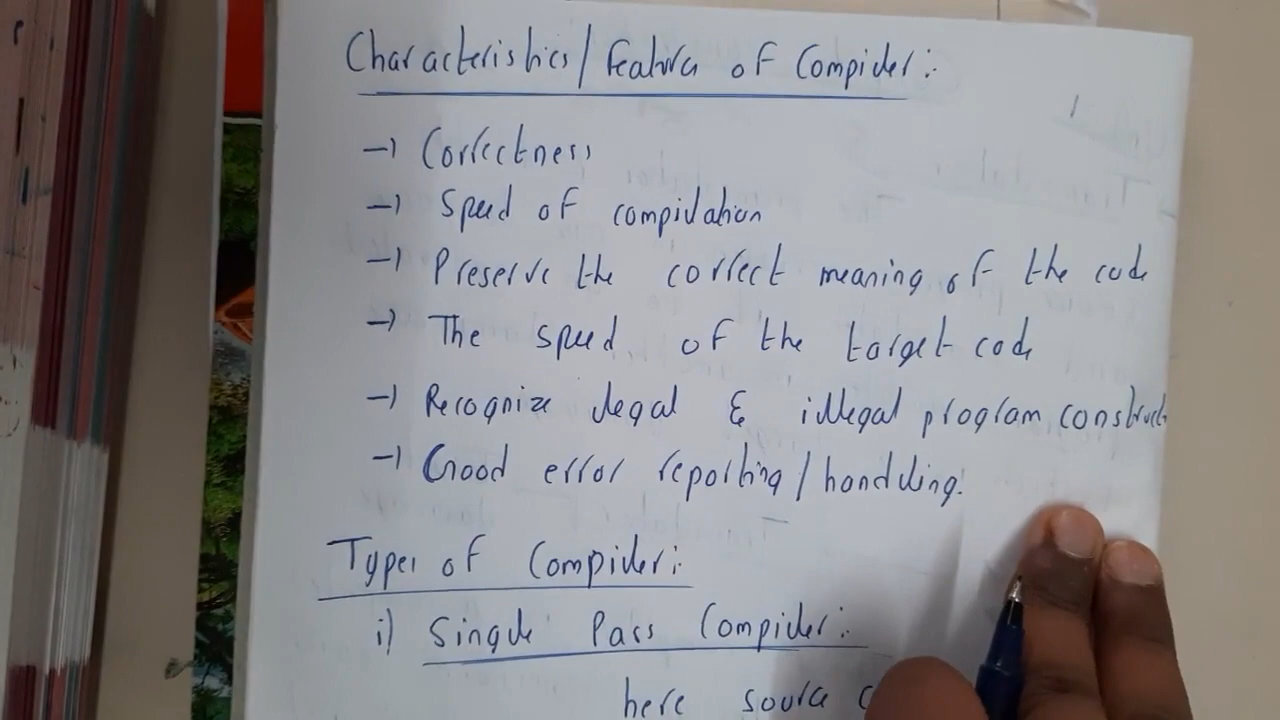 Characteristics/Features of Compiler:
→ Correctness
→ Speed of compilation
→ Preserve the correct meaning of the code
→ The speed of the target code
→ Recognize legal & illegal program construct
→ Good error reporting/handling.
Types of Compiler:
i) Single Pass Compiler:
here source